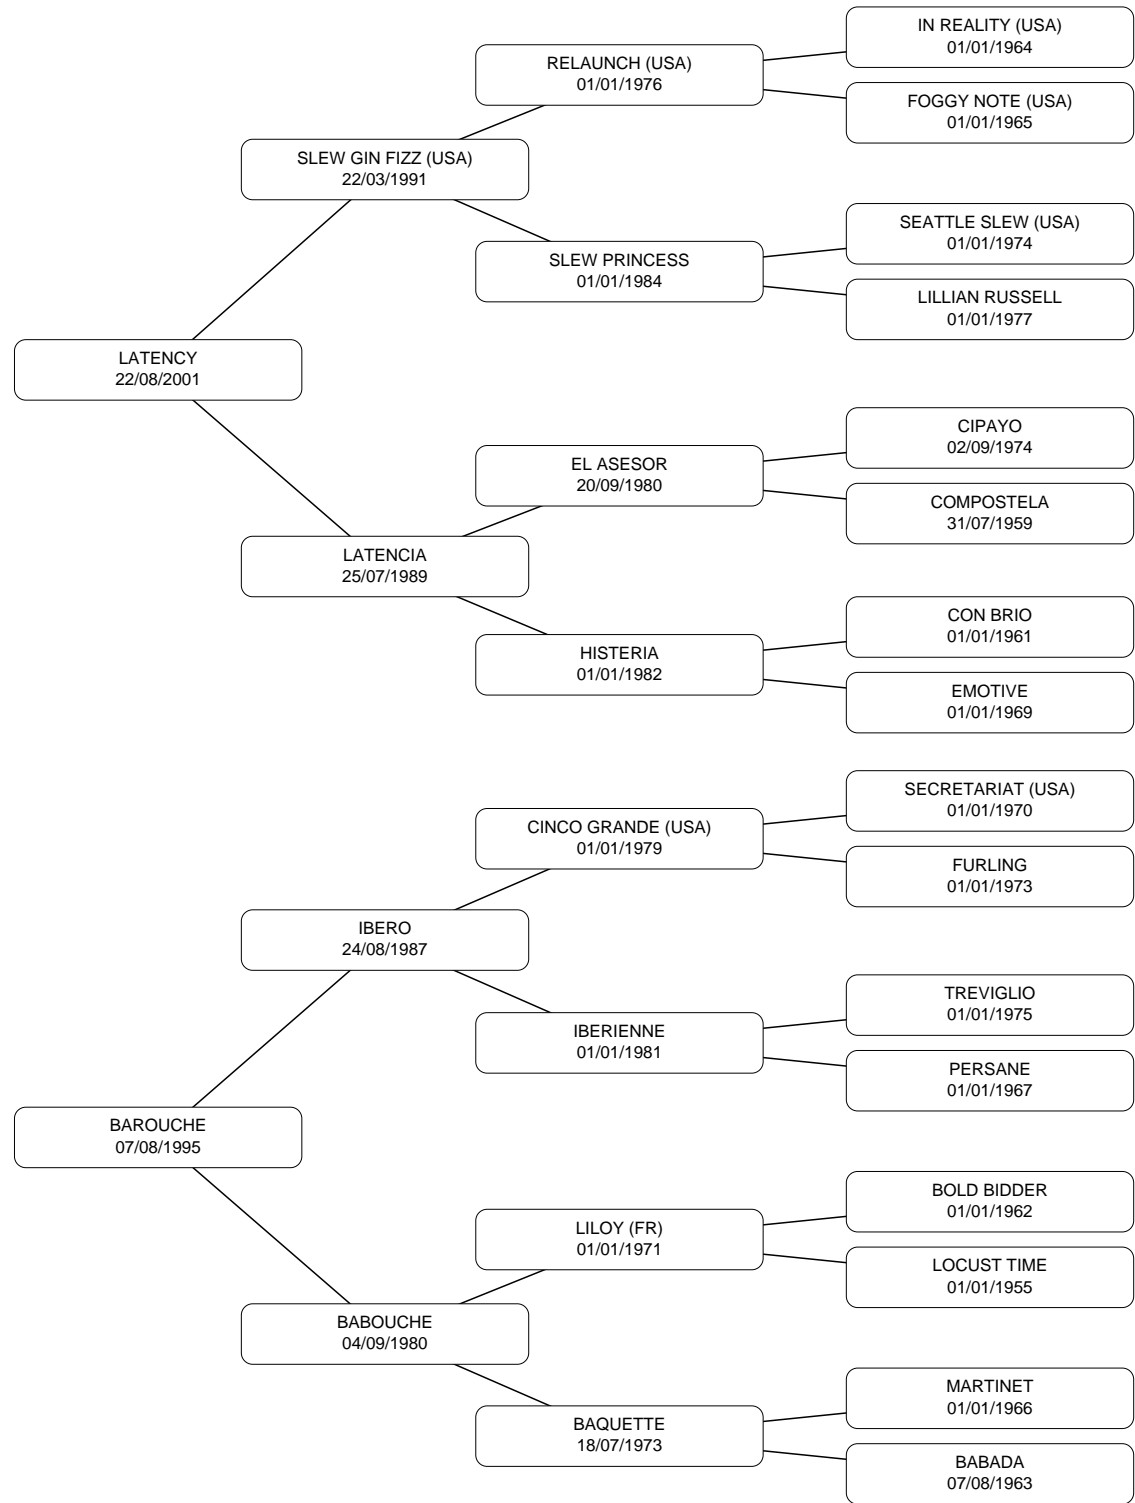 IN REALITY (USA)
01/01/1964
RELAUNCH (USA)
01/01/1976
FOGGY NOTE (USA)
01/01/1965
SLEW GIN FIZZ (USA)
22/03/1991
SEATTLE SLEW (USA)
01/01/1974
SLEW PRINCESS
01/01/1984
LILLIAN RUSSELL
01/01/1977
LATENCY
22/08/2001
CIPAYO
02/09/1974
EL ASESOR
20/09/1980
COMPOSTELA
31/07/1959
LATENCIA
25/07/1989
CON BRIO
01/01/1961
HISTERIA
01/01/1982
EMOTIVE
01/01/1969
SECRETARIAT (USA)
01/01/1970
CINCO GRANDE (USA)
01/01/1979
FURLING
01/01/1973
IBERO
24/08/1987
TREVIGLIO
01/01/1975
IBERIENNE
01/01/1981
PERSANE
01/01/1967
BAROUCHE
07/08/1995
BOLD BIDDER
01/01/1962
LILOY (FR)
01/01/1971
LOCUST TIME
01/01/1955
BABOUCHE
04/09/1980
MARTINET
01/01/1966
BAQUETTE
18/07/1973
BABADA
07/08/1963